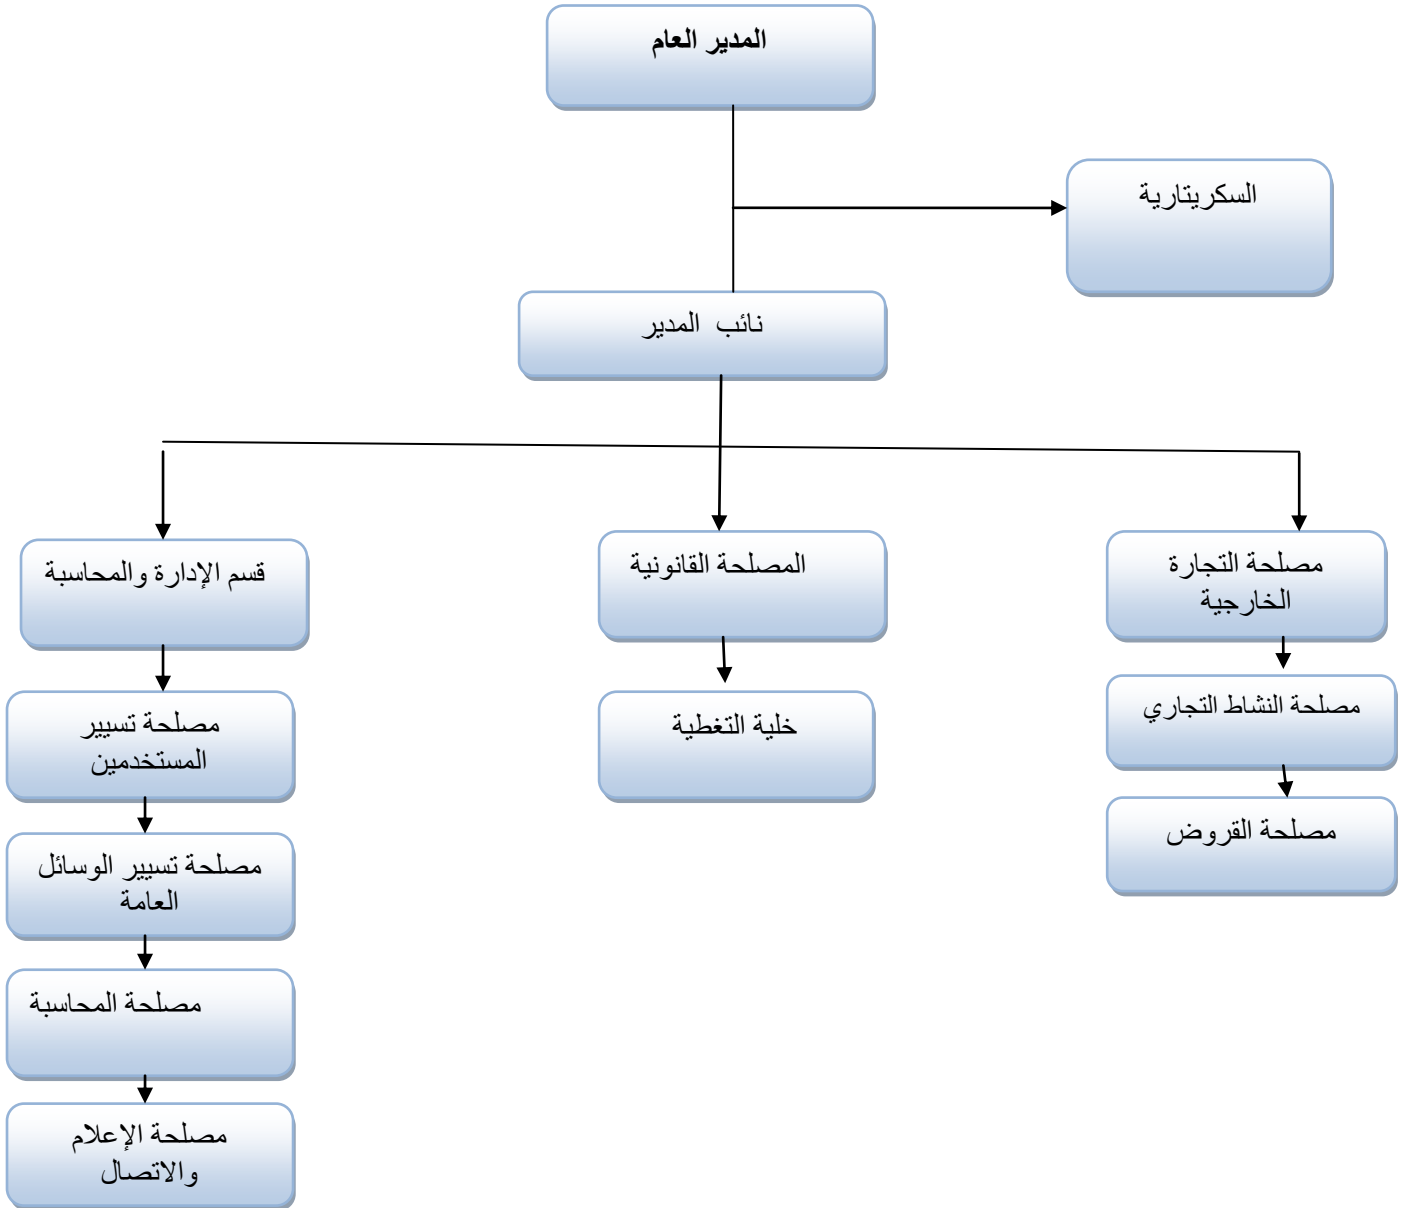 المدير العام
السكريتارية
نائب المدير
مصلحة التجارة
الخارجية
المصلحة القانونية
قسم الإدارة والمحاسبة
مصلحة النشاط التجاري
خلية التغطية
مصلحة تسيير
المستخدمين
مصلحة القروض
مصلحة تسيير الوسائل
العامة
مصلحة المحاسبة
مصلحة الإعلام
والاتصال